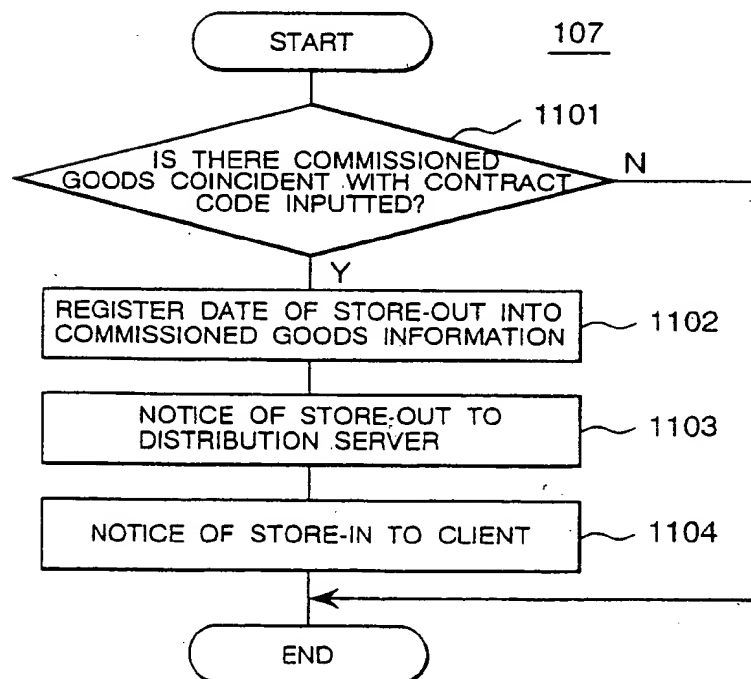 START
107
1101
IS THERE COMMISSIONED
GOODS COINCIDENT WITH CONTRACT
CODE INPUTTED?
N
Y
REGISTER DATE OF STORE-OUT INTO
COMMISSIONED GOODS INFORMATION
1102
NOTICE OF STORE-OUT TO
DISTRIBUTION SERVER
1103
NOTICE OF STORE-IN TO CLIENT
1104
END